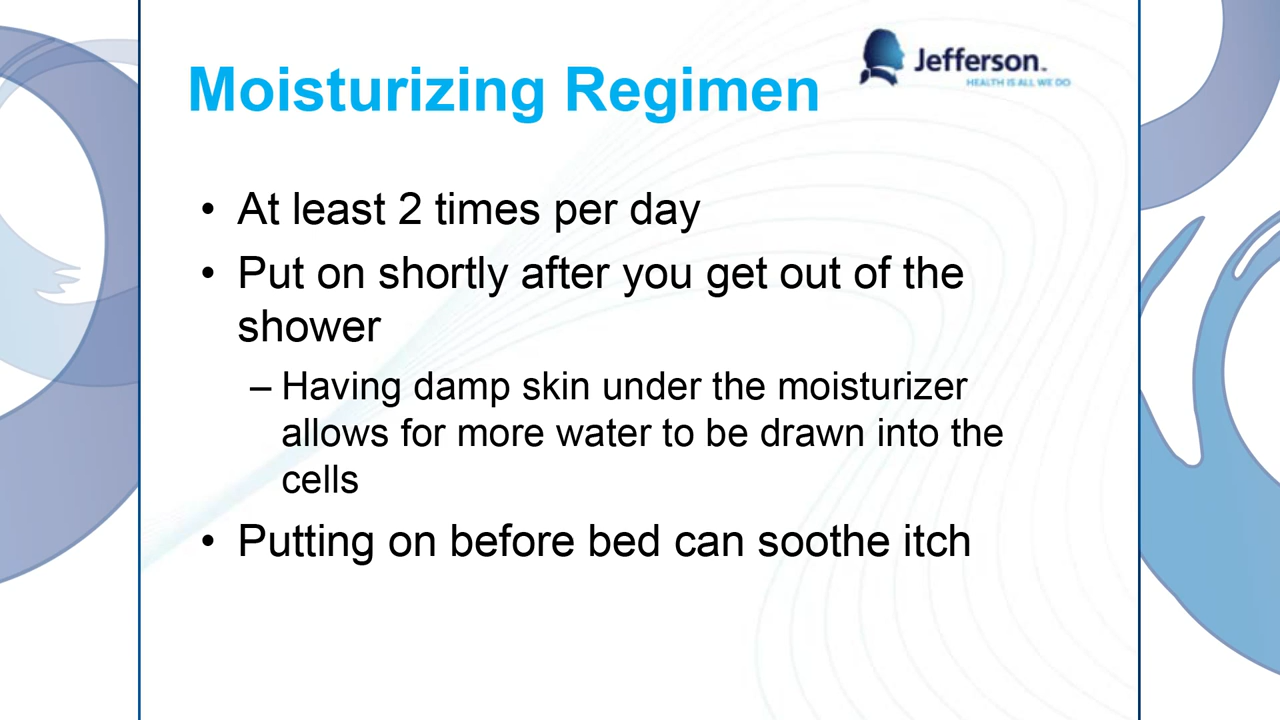 Jefferson™
HEALTH IS ALL WE DO
Moisturizing Regimen
• At least 2 times per day
• Put on shortly after you get out of the
shower
– Having damp skin under the moisturizer
allows for more water to be drawn into the
cells
• Putting on before bed can soothe itch